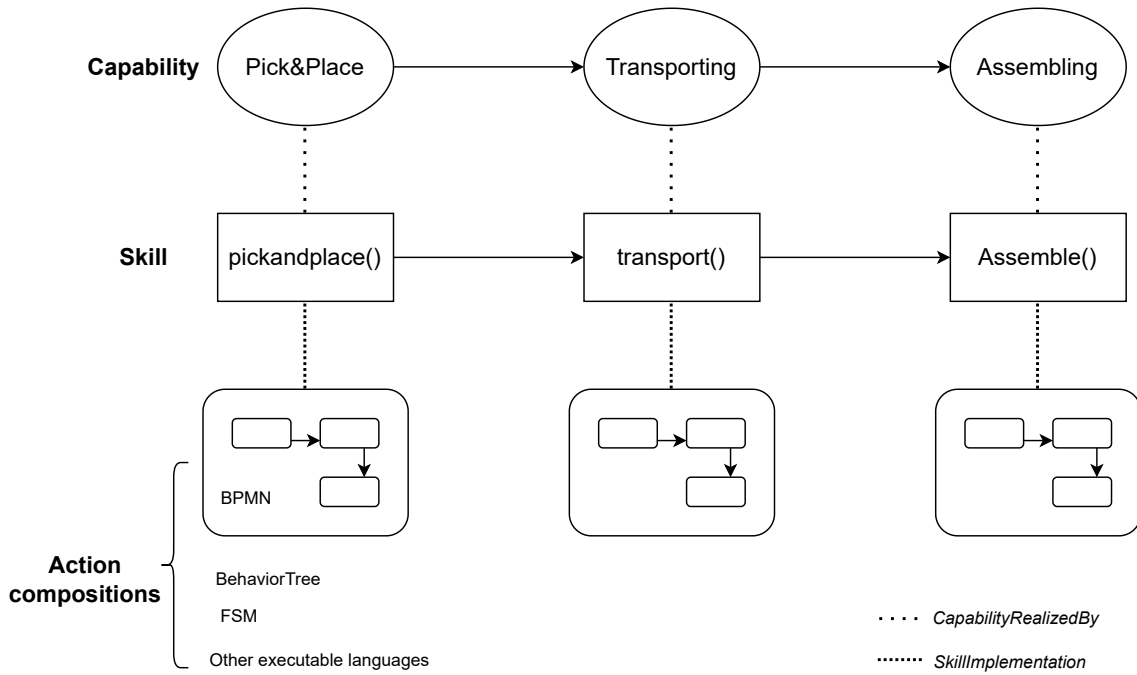 Capability
Pick&Place
Transporting
Assembling
Skill
pickandplace()
transport()
Assemble()
BPMN
Action
compositions
BehaviorTree
FSM
Other executable languages
CapabilityRealizedBy
SkillImplementation